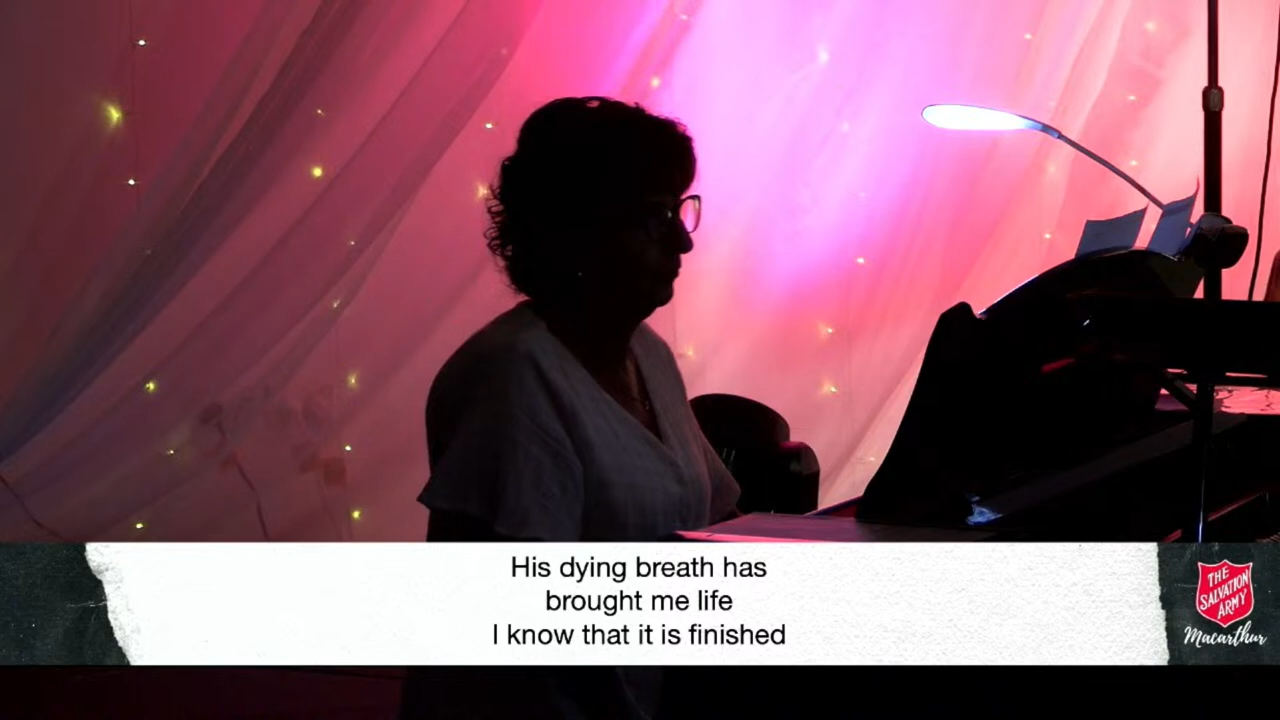 His dying breath has
brought me life
I know that it is finished
THE
SALVATION
ARMY
Macarthur